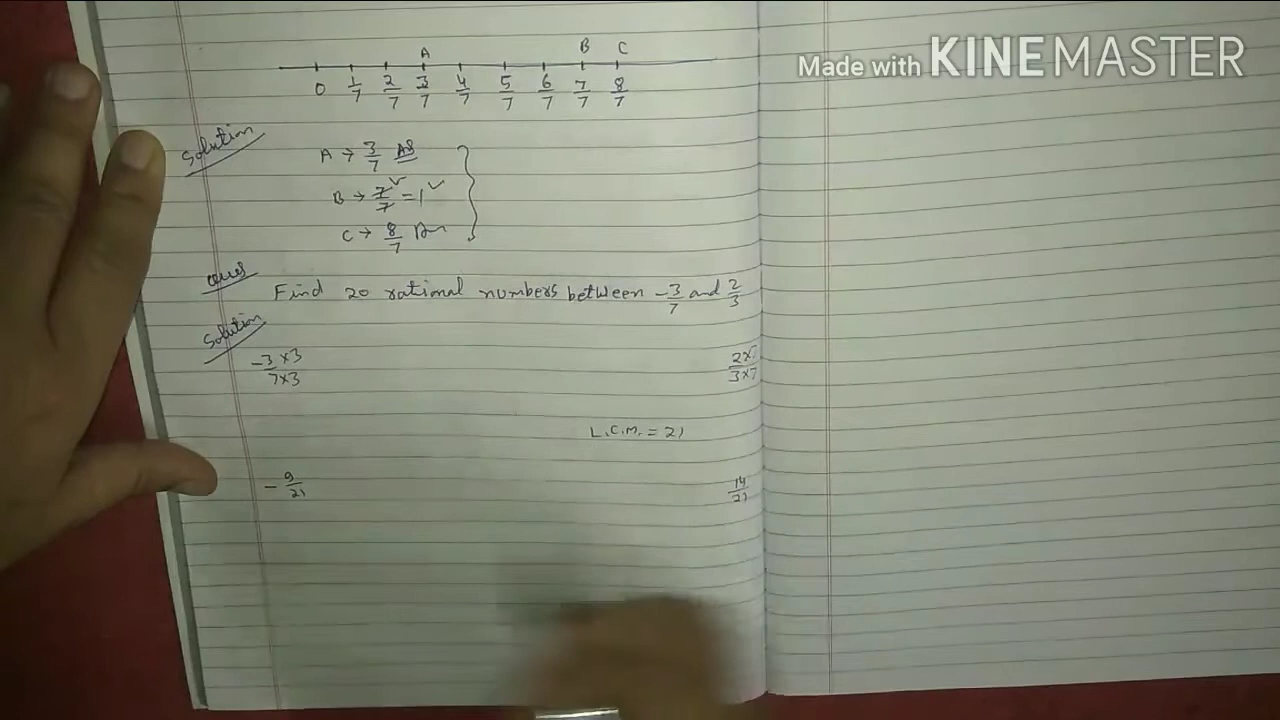 Made with KINEMASTER
A B C
0 1/7 2/7 3/7 4/7 5/7 6/7 7/7 8/7
Solution
A → 3/7
B → 7/7 = 1
C → 8/7
Ques
Find 20 rational numbers between -3/7 and 2/3
Solution
-3×3/7×3 2×7/3×7
L.C.M. = 21
-9/21 14/21